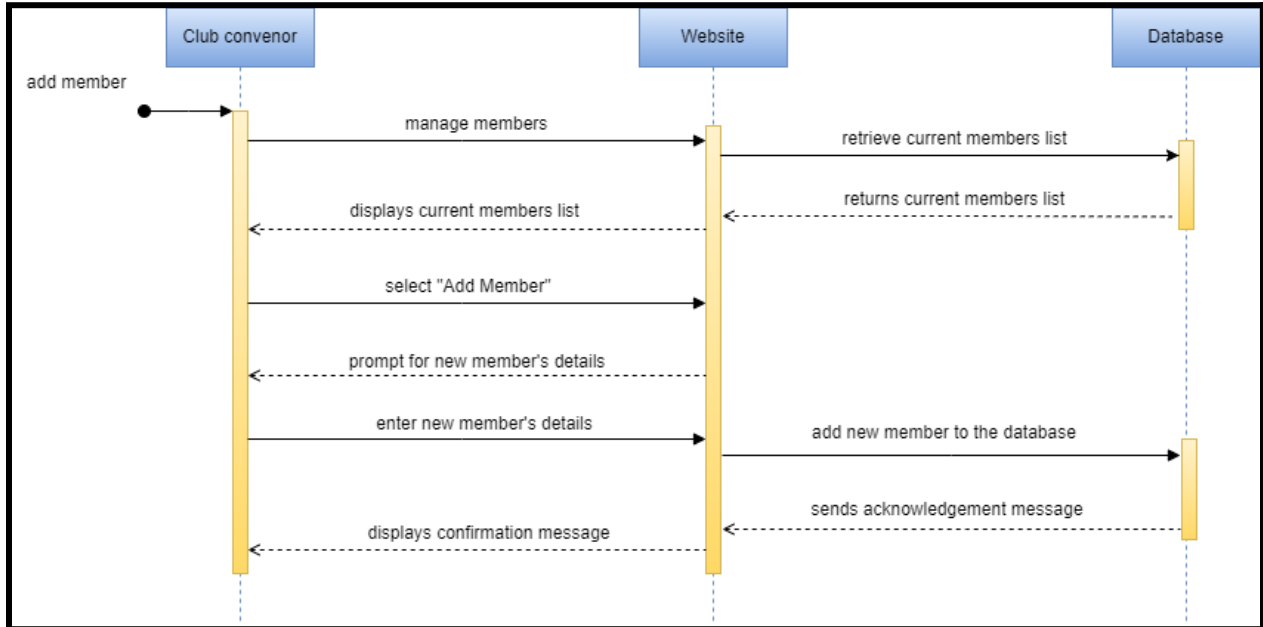 Club convenor
Website
Database
add member
manage members
retrieve current members list
returns current members list
displays current members list
select "Add Member"
prompt for new member's details
enter new member's details
add new member to the database
sends acknowledgement message
displays confirmation message